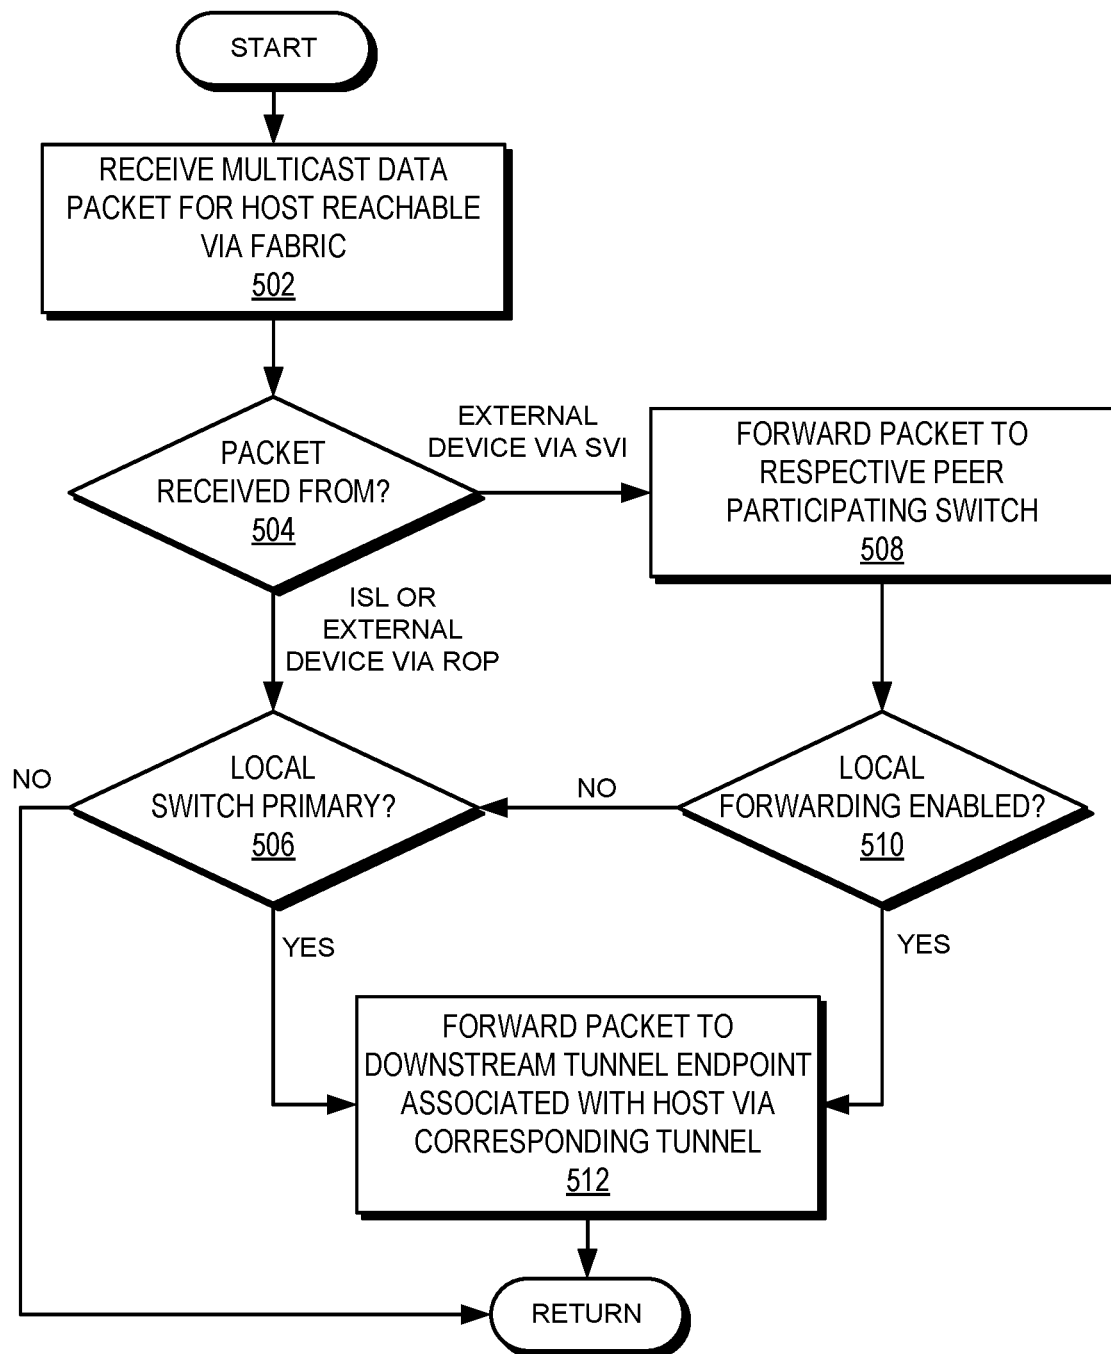 START
RECEIVE MULTICAST DATA
PACKET FOR HOST REACHABLE
VIA FABRIC
502
PACKET
RECEIVED FROM?
504
EXTERNAL
DEVICE VIA SVI
FORWARD PACKET TO
RESPECTIVE PEER
PARTICIPATING SWITCH
508
ISL OR
EXTERNAL
DEVICE VIA ROP
NO
LOCAL
SWITCH PRIMARY?
506
NO
LOCAL
FORWARDING ENABLED?
510
YES
YES
FORWARD PACKET TO
DOWNSTREAM TUNNEL ENDPOINT
ASSOCIATED WITH HOST VIA
CORRESPONDING TUNNEL
512
RETURN